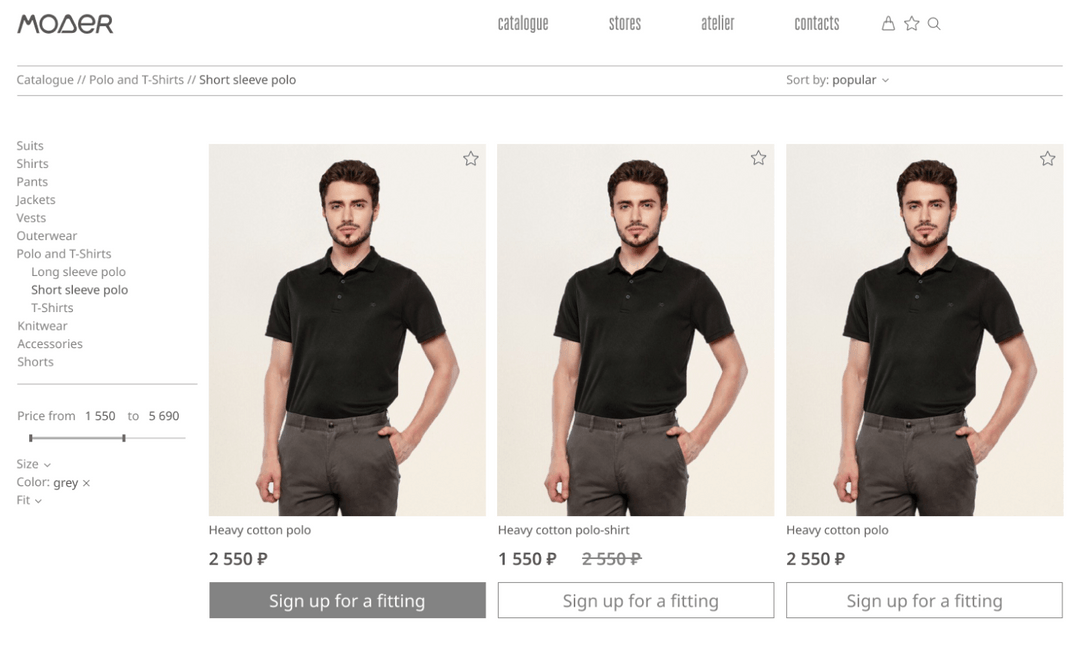 MODER
catalogue stores atelier contacts
Catalogue // Polo and T-Shirts // Short sleeve polo
Sort by: popular
Suits
Shirts
Pants
Jackets
Vests
Outerwear
Polo and T-Shirts
Long sleeve polo
Short sleeve polo
T-Shirts
Knitwear
Accessories
Shorts
Price from 1 550 to 5 690
Size
Color: grey ×
Fit
Heavy cotton polo
2 550 ₽
Sign up for a fitting
Heavy cotton polo-shirt
1 550 ₽ 2 550 ₽
Sign up for a fitting
Heavy cotton polo
2 550 ₽
Sign up for a fitting